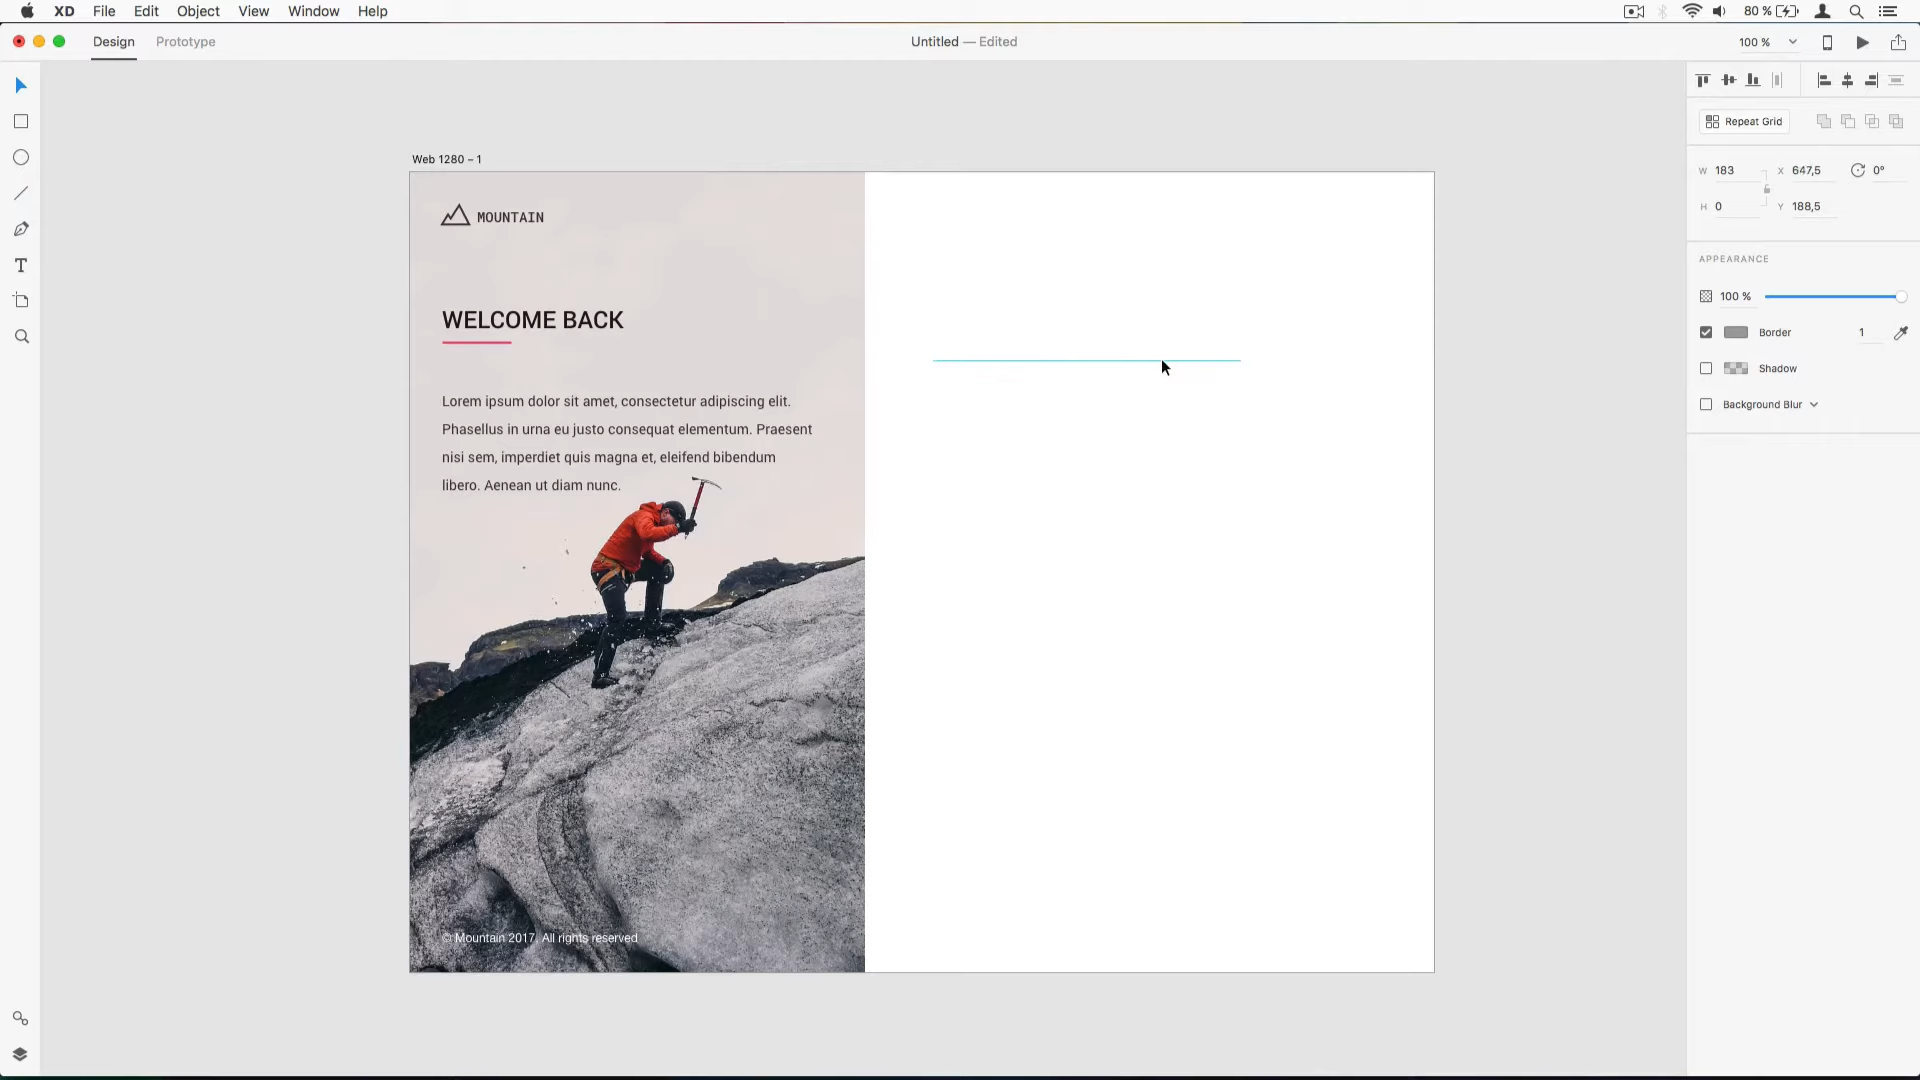 XD File Edit Object View Window Help
80 %
Design Prototype
Untitled — Edited
100 %
Repeat Grid
W 183 X 647,5 0°
H 0 Y 188,5
APPEARANCE
100 %
Border 1
Shadow
Background Blur
T
Web 1280 – 1
MOUNTAIN
WELCOME BACK
Lorem ipsum dolor sit amet, consectetur adipiscing elit.
Phasellus in urna eu justo consequat elementum. Praesent
nisi sem, imperdiet quis magna et, eleifend bibendum
libero. Aenean ut diam nunc.
© Mountain 2017. All rights reserved